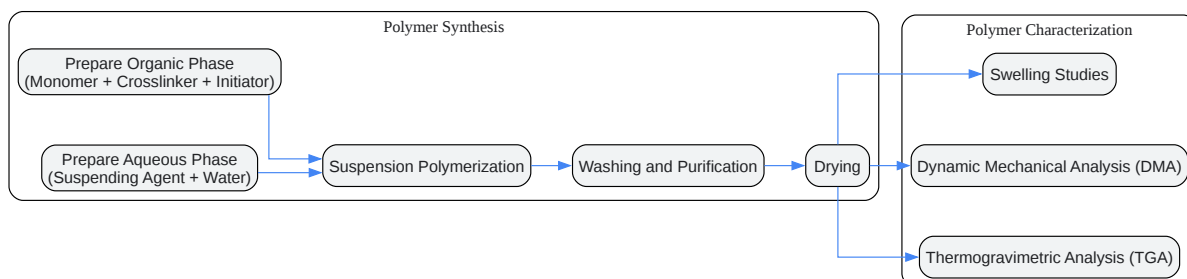 Polymer Synthesis
Prepare Organic Phase
(Monomer + Crosslinker + Initiator)
Prepare Aqueous Phase
(Suspending Agent + Water)
Suspension Polymerization
Washing and Purification
Drying
Polymer Characterization
Swelling Studies
Dynamic Mechanical Analysis (DMA)
Thermogravimetric Analysis (TGA)